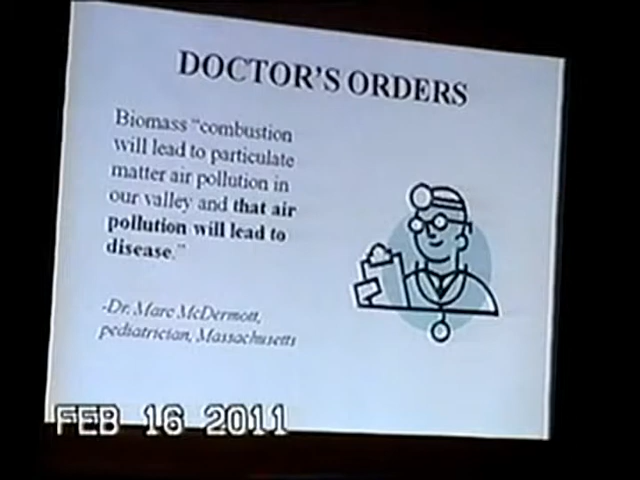 DOCTOR'S ORDERS
Biomass "combustion
will lead to particulate
matter air pollution in
our valley and that air
pollution will lead to
disease."
-Dr. Marc McDermott,
pediatrician, Massachusetts
FEB 16 2011